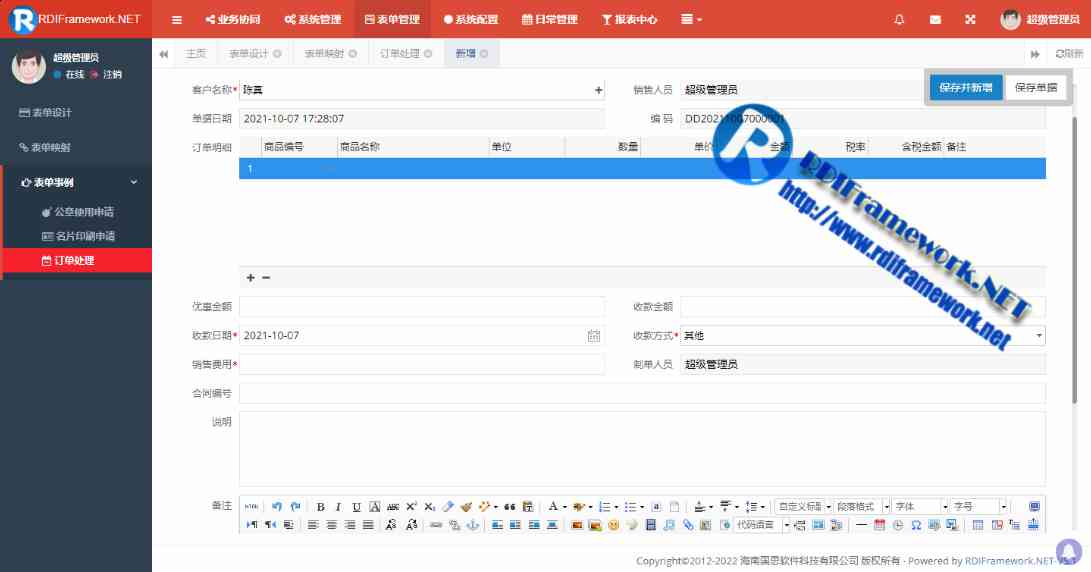 RDIFramework.NET
业务协同 系统管理 表单管理 系统配置 日常管理 报表中心 超级管理员
超级管理员
在线 注销
主页 表单设计 表单映射 订单处理 新增 刷新
表单设计
表单映射
表单事例
公章使用申请
名片印刷申请
订单处理
保存并新增 保存单据
客户名称* 陈真 销售人员 超级管理员
单据日期 2021-10-07 17:28:07 编 码 DD20211007000001
订单明细 商品编号 商品名称 单位 数量 单价 金额 税率 含税金额 备注
1
RDIFramework.NET
http://www.rdiframework.net
优惠金额 收款金额
收款日期* 2021-10-07 收款方式* 其他
销售费用* 制单人员 超级管理员
合同编号
说明
备注 HTML B I U A ABC X² X₂ A 自定义标题 段落格式 字体 字号
代码语言
Copyright©2012-2022 海南国思软件科技有限公司 版权所有 - Powered by RDIFramework.NET-V5.1